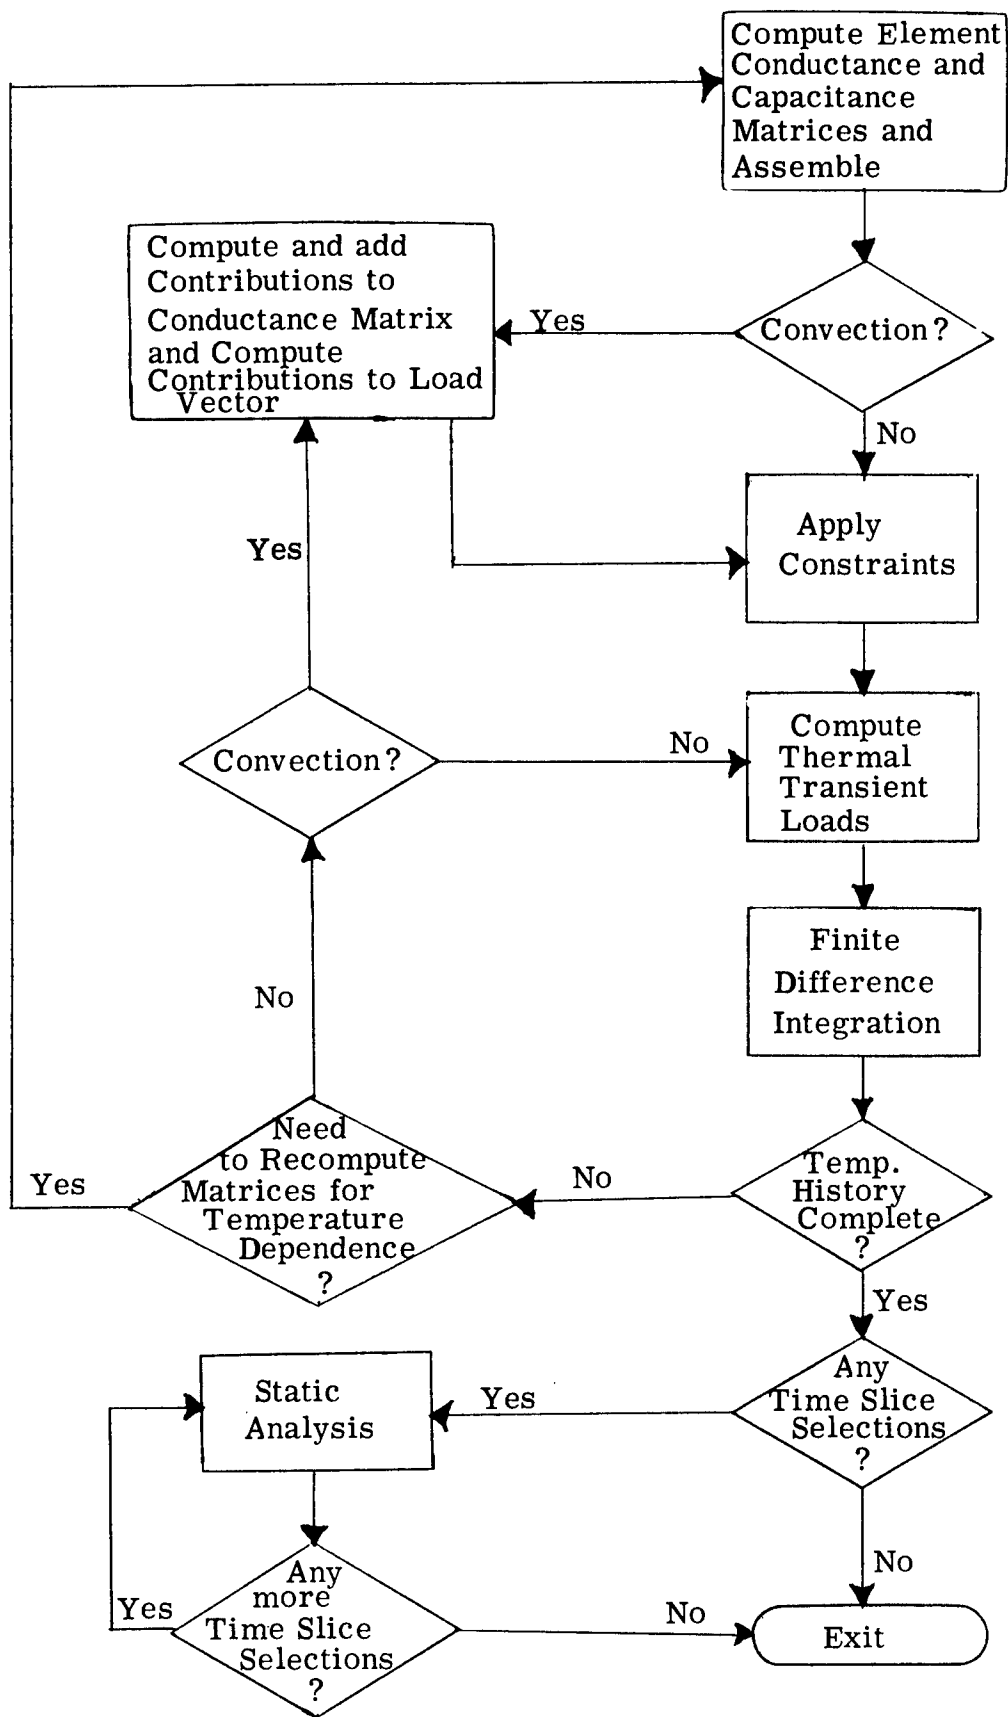 Compute Element
Conductance and
Capacitance
Matrices and
Assemble
Compute and add
Contributions to
Conductance Matrix
and Compute
Contributions to Load
Vector
Yes
Convection?
No
Apply
Constraints
Yes
Convection?
No
Compute
Thermal
Transient
Loads
Finite
Difference
Integration
No
Need
to Recompute
Matrices for
Temperature
Dependence
?
Yes
No
Temp.
History
Complete
?
Yes
Static
Analysis
Yes
Any
Time Slice
Selections
?
No
Any
more
Time Slice
Selections
?
Yes
No
Exit